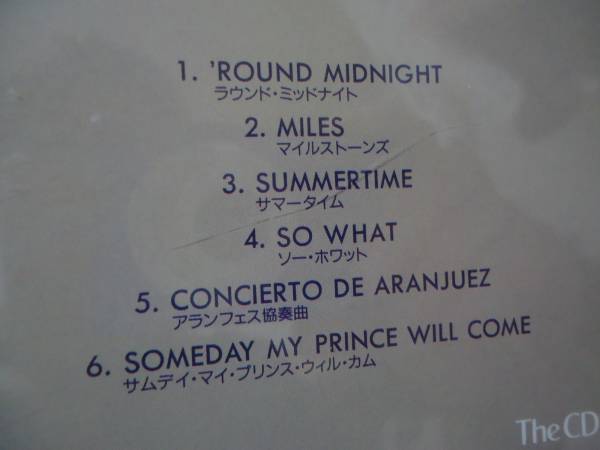 1. ’ROUND MIDNIGHT
ラウンド・ミッドナイト
2. MILES
マイルストーンズ
3. SUMMERTIME
サマータイム
4. SO WHAT
ソー・ホワット
5. CONCIERTO DE ARANJUEZ
アランフェス協奏曲
6. SOMEDAY MY PRINCE WILL COME
サムデイ・マイ・プリンス・ウィル・カム
The CD